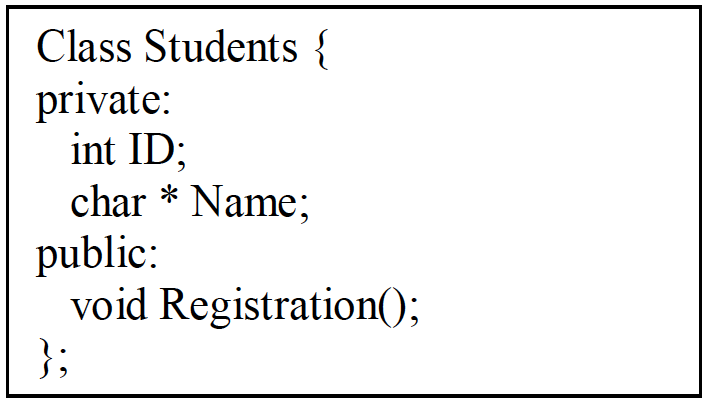 Class Students {
private:
int ID;
char * Name;
public:
void Registration();
};